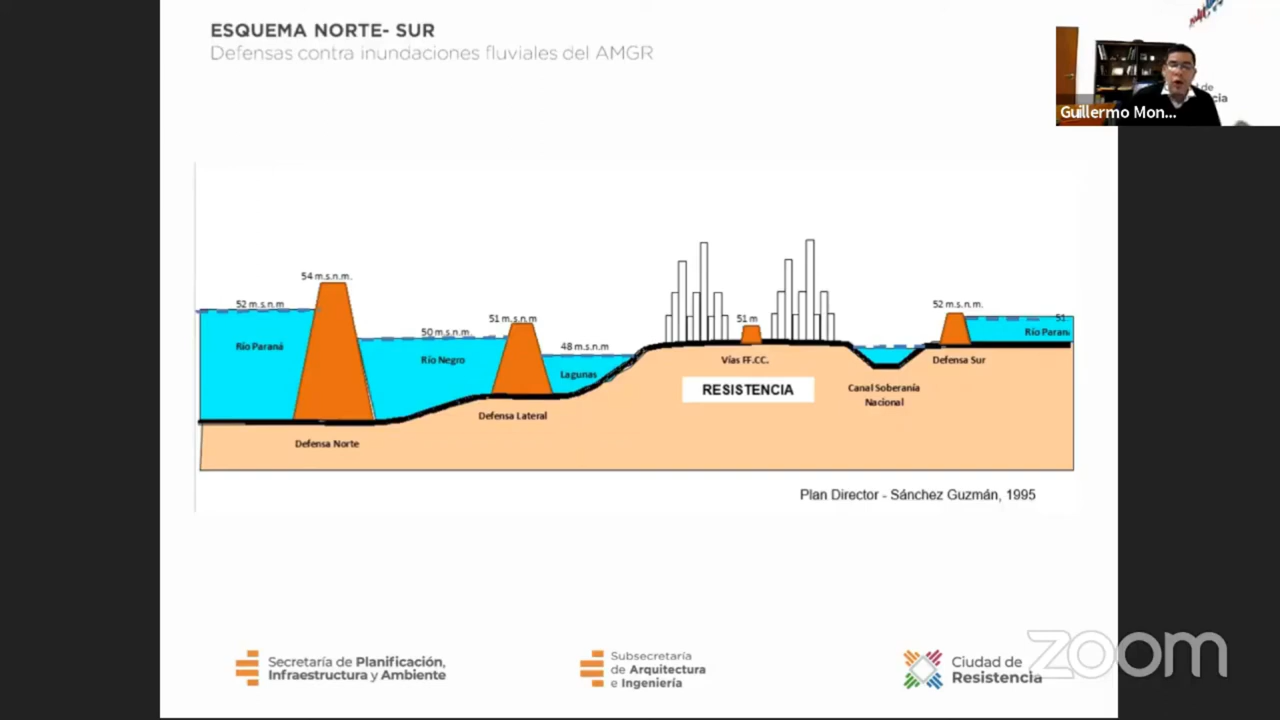 ESQUEMA NORTE- SUR
Defensas contra inundaciones fluviales del AMGR
Guillermo Mon...
54 m.s.n.m.
52 m.s.n.m
Río Paraná
Defensa Norte
50 m.s.n.m.
Río Negro
51 m.s.n.m
Defensa Lateral
48 m.s.n.m
Lagunas
51 m
Vías FF.CC.
RESISTENCIA
Canal Soberanía
Nacional
52 m.s.n.m.
Defensa Sur
51.
Río Paran
Plan Director - Sánchez Guzmán, 1995
Secretaría de Planificación,
Infraestructura y Ambiente
Subsecretaría
de Arquitectura
e Ingeniería
Ciudad de
Resistencia
zoom